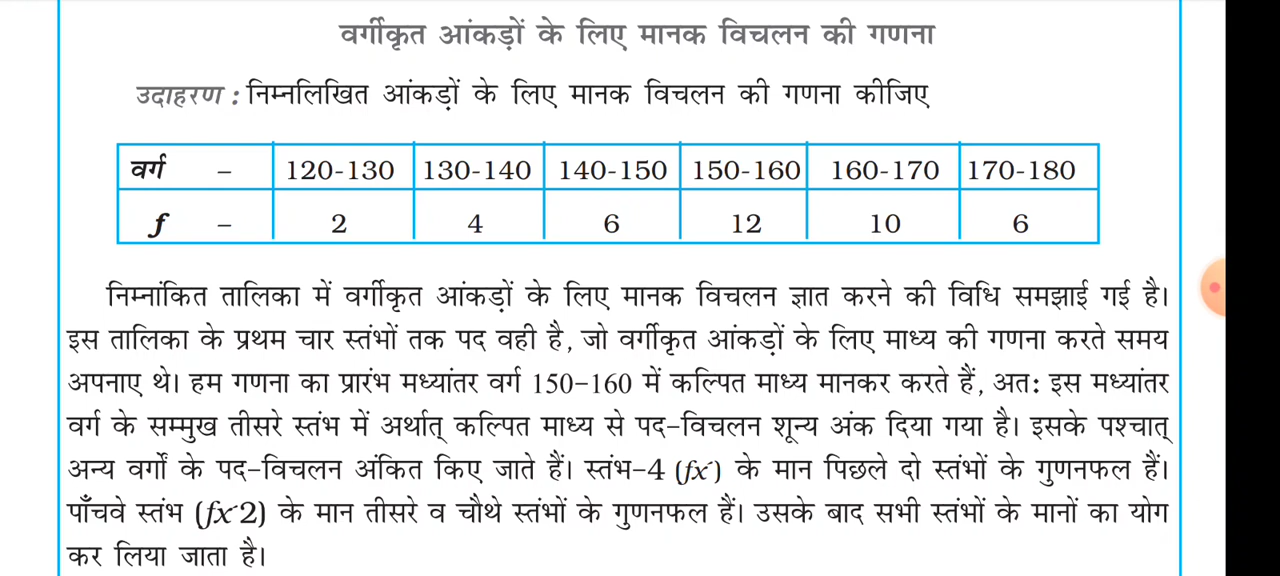 वर्गीकृत आंकड़ों के लिए मानक विचलन की गणना
उदाहरण : निम्नलिखित आंकड़ों के लिए मानक विचलन की गणना कीजिए
वर्ग – 120-130 130-140 140-150 150-160 160-170 170-180
f – 2 4 6 12 10 6
निम्नांकित तालिका में वर्गीकृत आंकड़ों के लिए मानक विचलन ज्ञात करने की विधि समझाई गई है।
इस तालिका के प्रथम चार स्तंभों तक पद वही है, जो वर्गीकृत आंकड़ों के लिए माध्य की गणना करते समय
अपनाए थे। हम गणना का प्रारंभ मध्यांतर वर्ग 150–160 में कल्पित माध्य मानकर करते हैं, अत: इस मध्यांतर
वर्ग के सम्मुख तीसरे स्तंभ में अर्थात् कल्पित माध्य से पद-विचलन शून्य अंक दिया गया है। इसके पश्चात्
अन्य वर्गों के पद-विचलन अंकित किए जाते हैं। स्तंभ-4 (fx´) के मान पिछले दो स्तंभों के गुणनफल हैं।
पाँचवे स्तंभ (fx´2) के मान तीसरे व चौथे स्तंभों के गुणनफल हैं। उसके बाद सभी स्तंभों के मानों का योग
कर लिया जाता है।